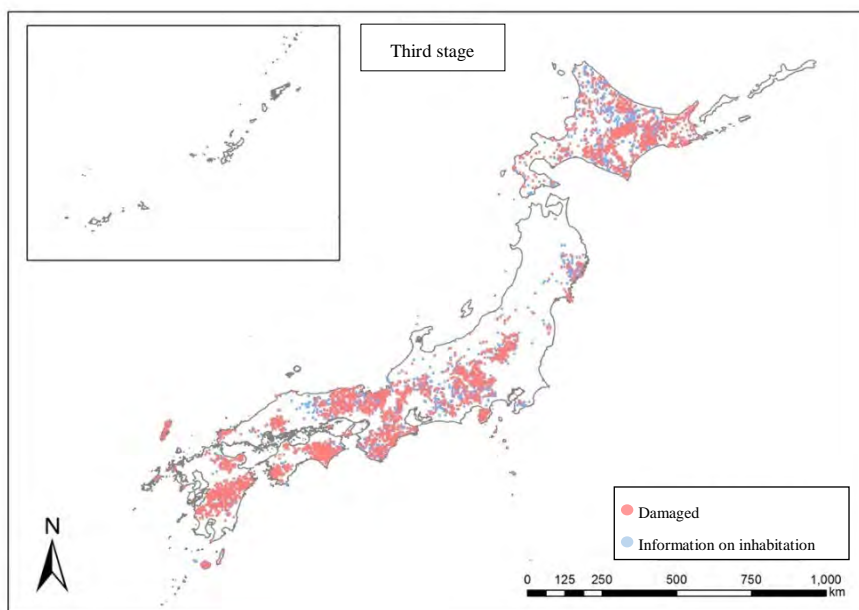 Third stage
Damaged
Information on inhabitation
N
0 125 250 500 750 1,000
km